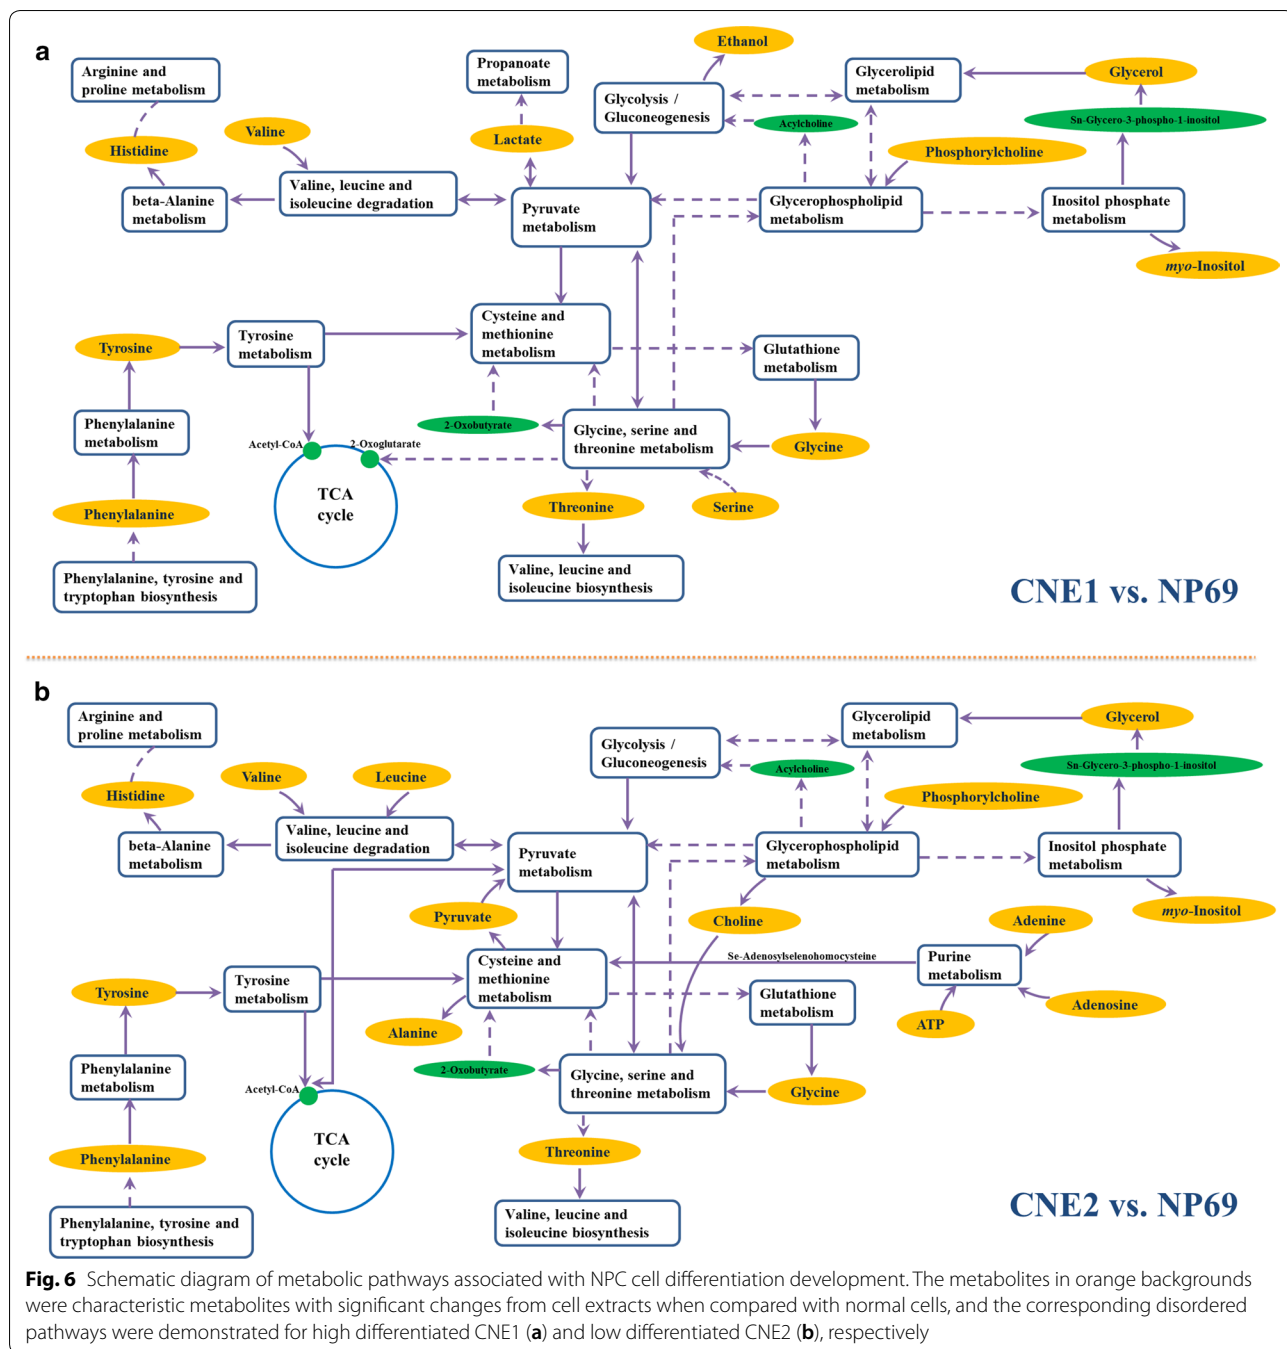 a
Arginine and
proline metabolism
Histidine
Valine
beta-Alanine
metabolism
Valine, leucine and
isoleucine degradation
Propanoate
metabolism
Lactate
Ethanol
Glycolysis /
Gluconeogenesis
Acylcholine
Glycerolipid
metabolism
Glycerol
Sn-Glycero-3-phospho-1-inositol
Phosphorylcholine
Pyruvate
metabolism
Glycerophospholipid
metabolism
Inositol phosphate
metabolism
myo-Inositol
Tyrosine
Tyrosine
metabolism
Cysteine and
methionine
metabolism
Glutathione
metabolism
Phenylalanine
metabolism
Acetyl-CoA
2-Oxoglutarate
2-Oxobutyrate
Glycine, serine and
threonine metabolism
Glycine
Phenylalanine
TCA
cycle
Threonine
Serine
Phenylalanine, tyrosine and
tryptophan biosynthesis
Valine, leucine and
isoleucine biosynthesis
CNE1 vs. NP69
b
Arginine and
proline metabolism
Histidine
Valine
Leucine
beta-Alanine
metabolism
Valine, leucine and
isoleucine degradation
Glycolysis /
Gluconeogenesis
Acylcholine
Glycerolipid
metabolism
Glycerol
Sn-Glycero-3-phospho-1-inositol
Phosphorylcholine
Pyruvate
metabolism
Glycerophospholipid
metabolism
Inositol phosphate
metabolism
Pyruvate
Choline
myo-Inositol
Adenine
Se-Adenosylselenohomocysteine
Purine
metabolism
Tyrosine
Tyrosine
metabolism
Cysteine and
methionine
metabolism
Glutathione
metabolism
ATP
Adenosine
Alanine
Phenylalanine
metabolism
Acetyl-CoA
2-Oxobutyrate
Glycine, serine and
threonine metabolism
Glycine
Phenylalanine
TCA
cycle
Threonine
Phenylalanine, tyrosine and
tryptophan biosynthesis
Valine, leucine and
isoleucine biosynthesis
CNE2 vs. NP69
Fig. 6 Schematic diagram of metabolic pathways associated with NPC cell differentiation development. The metabolites in orange backgrounds
were characteristic metabolites with significant changes from cell extracts when compared with normal cells, and the corresponding disordered
pathways were demonstrated for high differentiated CNE1 (a) and low differentiated CNE2 (b), respectively